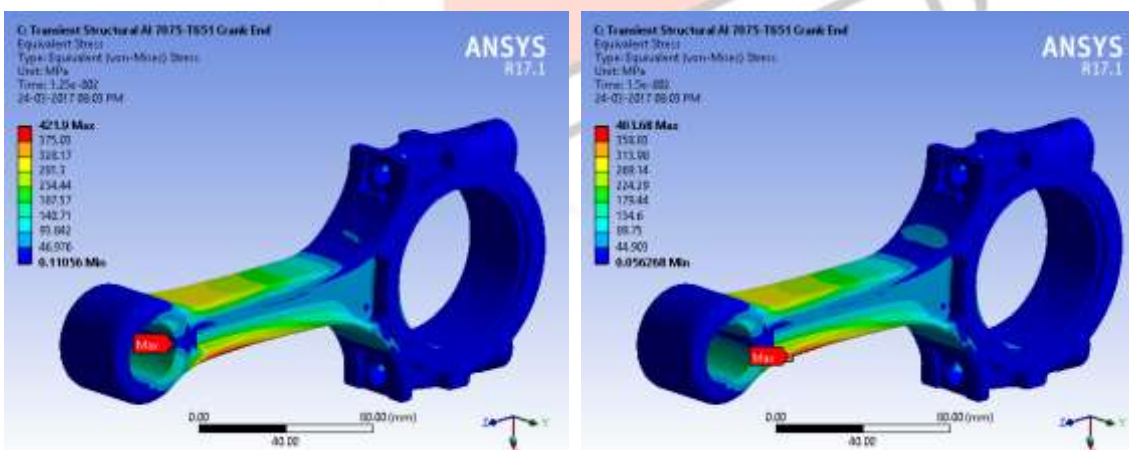 C: Transient Structural Al 7075-T651 Crank End
Equivalent Stress
Type: Equivalent (von-Mises) Stress
Unit: MPa
Time: 1.25e-002
24-03-2017 08:03 PM
ANSYS
R17.1
421.9 Max
375.03
328.17
281.3
234.44
187.57
140.71
93.842
46.976
0.11056 Min
Max
0.00
80.00 (mm)
40.00
Z
Y
C: Transient Structural Al 7075-T651 Crank End
Equivalent Stress
Type: Equivalent (von-Mises) Stress
Unit: MPa
Time: 1.5e-002
24-03-2017 08:03 PM
ANSYS
R17.1
403.68 Max
358.83
313.98
269.14
224.29
179.44
134.6
89.75
44.903
0.056268 Min
Max
0.00
80.00 (mm)
40.00
Z
Y